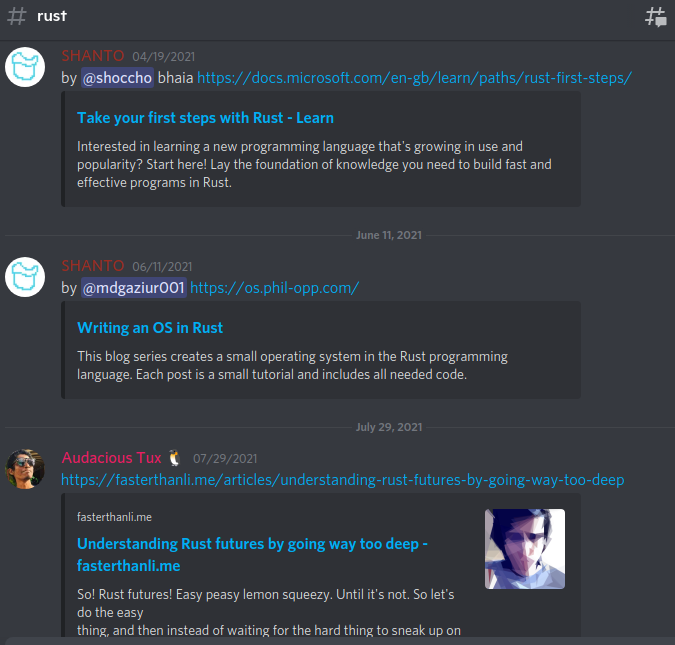 rust
SHANTO 04/19/2021
by @shoccho bhaia https://docs.microsoft.com/en-gb/learn/paths/rust-first-steps/
Take your first steps with Rust - Learn
Interested in learning a new programming language that's growing in use and
popularity? Start here! Lay the foundation of knowledge you need to build fast and
effective programs in Rust.
June 11, 2021
SHANTO 06/11/2021
by @mdgaziur001 https://os.phil-opp.com/
Writing an OS in Rust
This blog series creates a small operating system in the Rust programming
language. Each post is a small tutorial and includes all needed code.
July 29, 2021
Audacious Tux 🐧 07/29/2021
https://fasterthanli.me/articles/understanding-rust-futures-by-going-way-too-deep
fasterthanli.me
Understanding Rust futures by going way too deep -
fasterthanli.me
So! Rust futures! Easy peasy lemon squeezy. Until it's not. So let's
do the easy
thing, and then instead of waiting for the hard thing to sneak up on